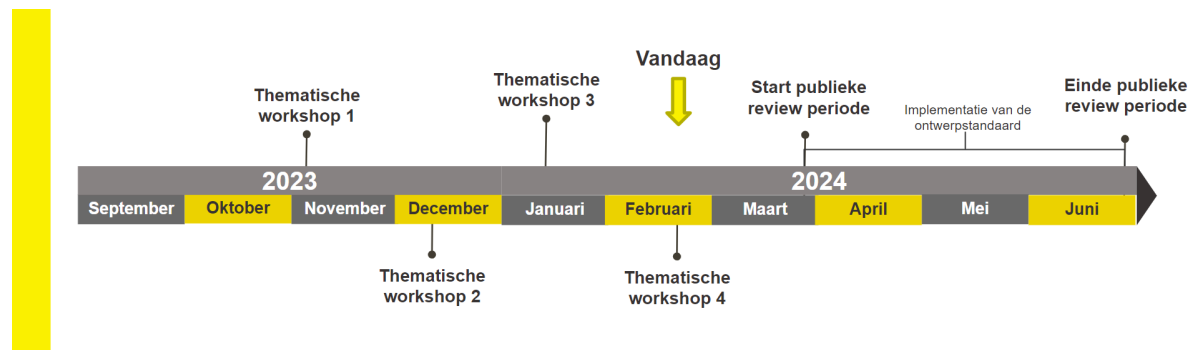 Vandaag
Thematische
workshop 1
Thematische
workshop 3
Start publieke
review periode
Implementatie van de
ontwerpstandaard
Einde publieke
review periode
2023
2024
September
Oktober
November
December
Januari
Februari
Maart
April
Mei
Juni
Thematische
workshop 2
Thematische
workshop 4